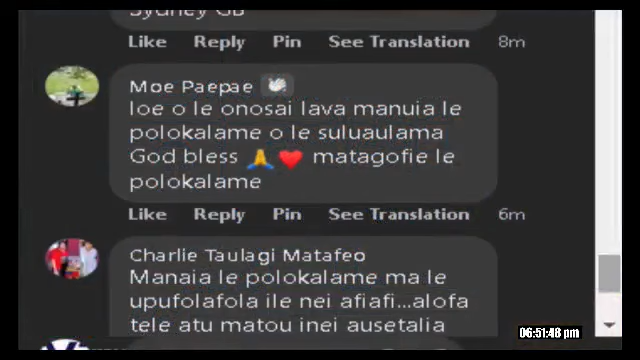 Sydney GB
Like Reply Pin See Translation 8m
Moe Paepae
Ioe o le onosai lava manuia le
polokalame o le suluaulama
God bless 🙏❤️ matagofie le
polokalame
Like Reply Pin See Translation 6m
Charlie Taulagi Matafeo
Manaia le polokalame ma le
upufolafola ile nei afiafi...alofa
tele atu matou inei ausetalia
06:51:48 pm